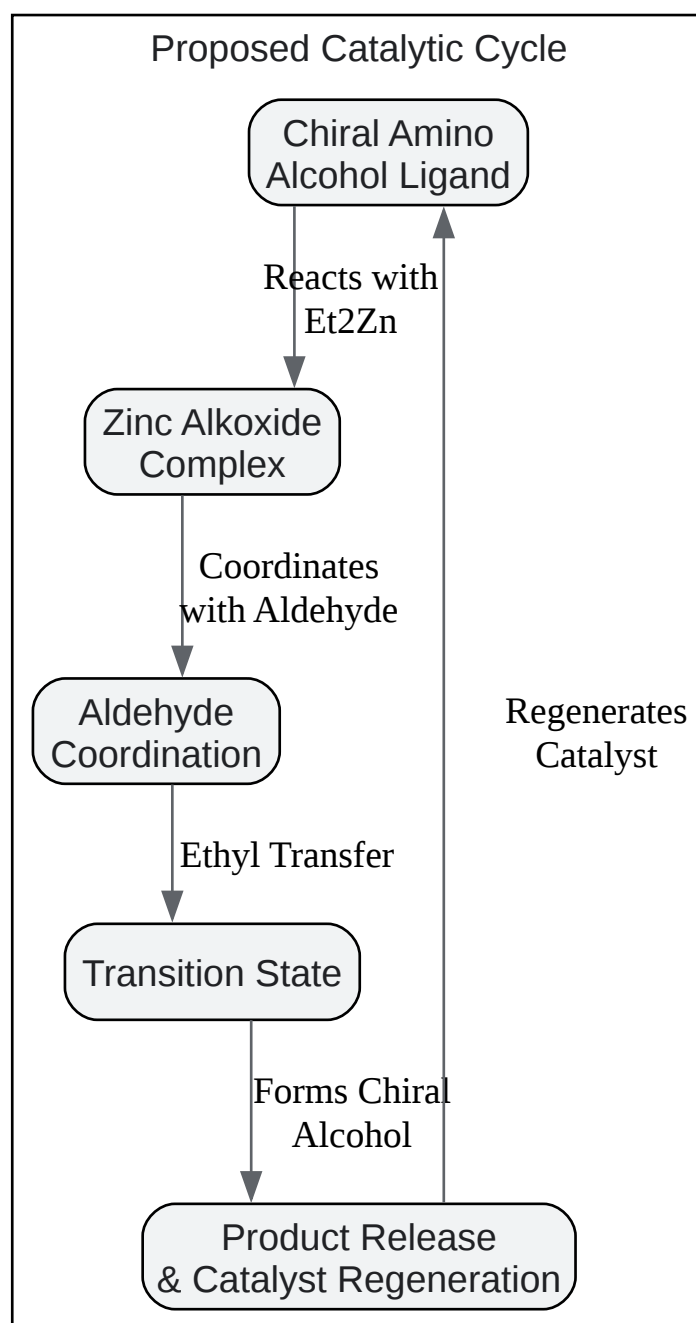 Proposed Catalytic Cycle
Chiral Amino
Alcohol Ligand
Reacts with
Et2Zn
Zinc Alkoxide
Complex
Coordinates
with Aldehyde
Aldehyde
Coordination
Regenerates
Catalyst
Ethyl Transfer
Transition State
Forms Chiral
Alcohol
Product Release
& Catalyst Regeneration